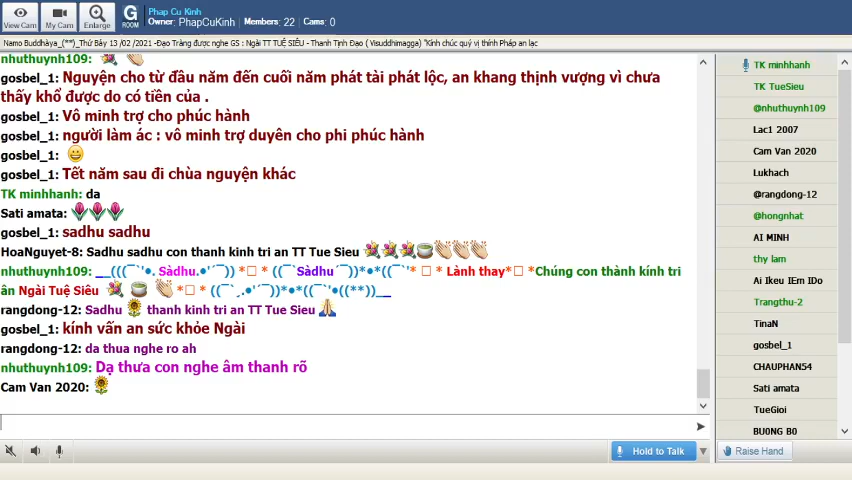 View Cam
My Cam
Enlarge
G
ROOM
Phap Cu Kinh
Owner: PhapCuKinh Members: 22 Cams: 0
Namo Buddhàya_(**)_Thứ Bảy 13 /02 /2021 -Đạo Tràng được nghe GS : Ngài TT TUỆ SIÊU - Thanh Tịnh Đạo ( Visuddhimagga) "Kính chúc quý vị thính Pháp an lạc
nhuthuynh109:
gosbel_1: Nguyện cho từ đầu năm đến cuối năm phát tài phát lộc, an khang thịnh vượng vì chưa
thấy khổ được do có tiền của .
gosbel_1: Vô minh trợ cho phúc hành
gosbel_1: người làm ác : vô minh trợ duyên cho phi phúc hành
gosbel_1:
gosbel_1: Tết năm sau đi chùa nguyện khác
TK minhhanh: da
Sati amata:
gosbel_1: sadhu sadhu
HoaNguyet-8: Sadhu sadhu con thanh kinh tri an TT Tue Sieu
nhuthuynh109: _ _(((¯`'•. Sàdhu.•'´¯)) *□ * ((¯`Sàdhu´¯))*•*((¯`'* □ * Lành thay*□ *Chúng con thành kính tri
ân Ngài Tuệ Siêu *□ * ((¯`¸.•'´¯))*•*((¯`'•((**))_ _
rangdong-12: Sadhu thanh kinh tri an TT Tue Sieu
gosbel_1: kính vấn an sức khỏe Ngài
rangdong-12: da thua nghe ro ah
nhuthuynh109: Dạ thưa con nghe âm thanh rõ
Cam Van 2020:
Hold to Talk
TK minhhanh
TK TueSieu
@nhuthuynh109
Lac1 2007
Cam Van 2020
Lukhach
@rangdong-12
@hongnhat
AI MINH
thy lam
Ai Ikeu IEm IDo
Trangthu-2
TinaN
gosbel_1
CHAUPHAN54
Sati amata
TueGioi
BU0NG B0
Raise Hand